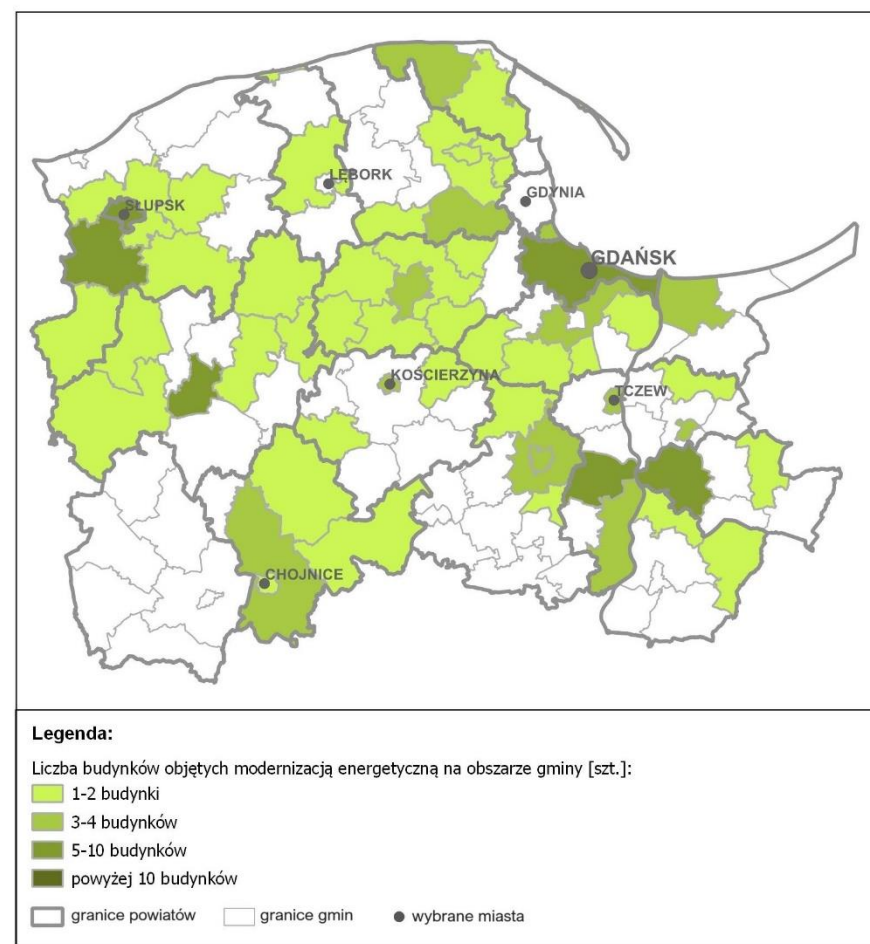 LĘBORK
GDYNIA
SŁUPSK
GDAŃSK
KOŚCIERZYNA
TCZEW
CHOJNICE
Legenda:
Liczba budynków objętych modernizacją energetyczną na obszarze gminy [szt.]:
1-2 budynki
3-4 budynków
5-10 budynków
powyżej 10 budynków
granice powiatów granice gmin wybrane miasta